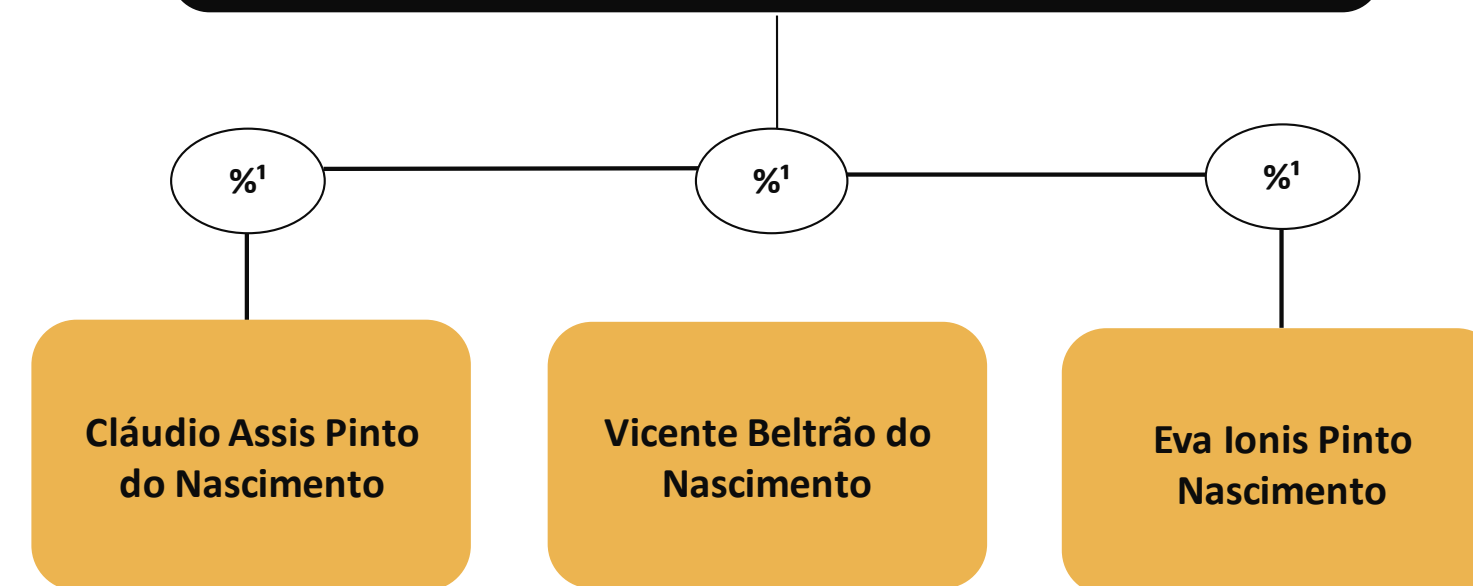 %¹
%¹
%¹
Cláudio Assis Pinto
do Nascimento
Vicente Beltrão do
Nascimento
Eva Ionis Pinto
Nascimento